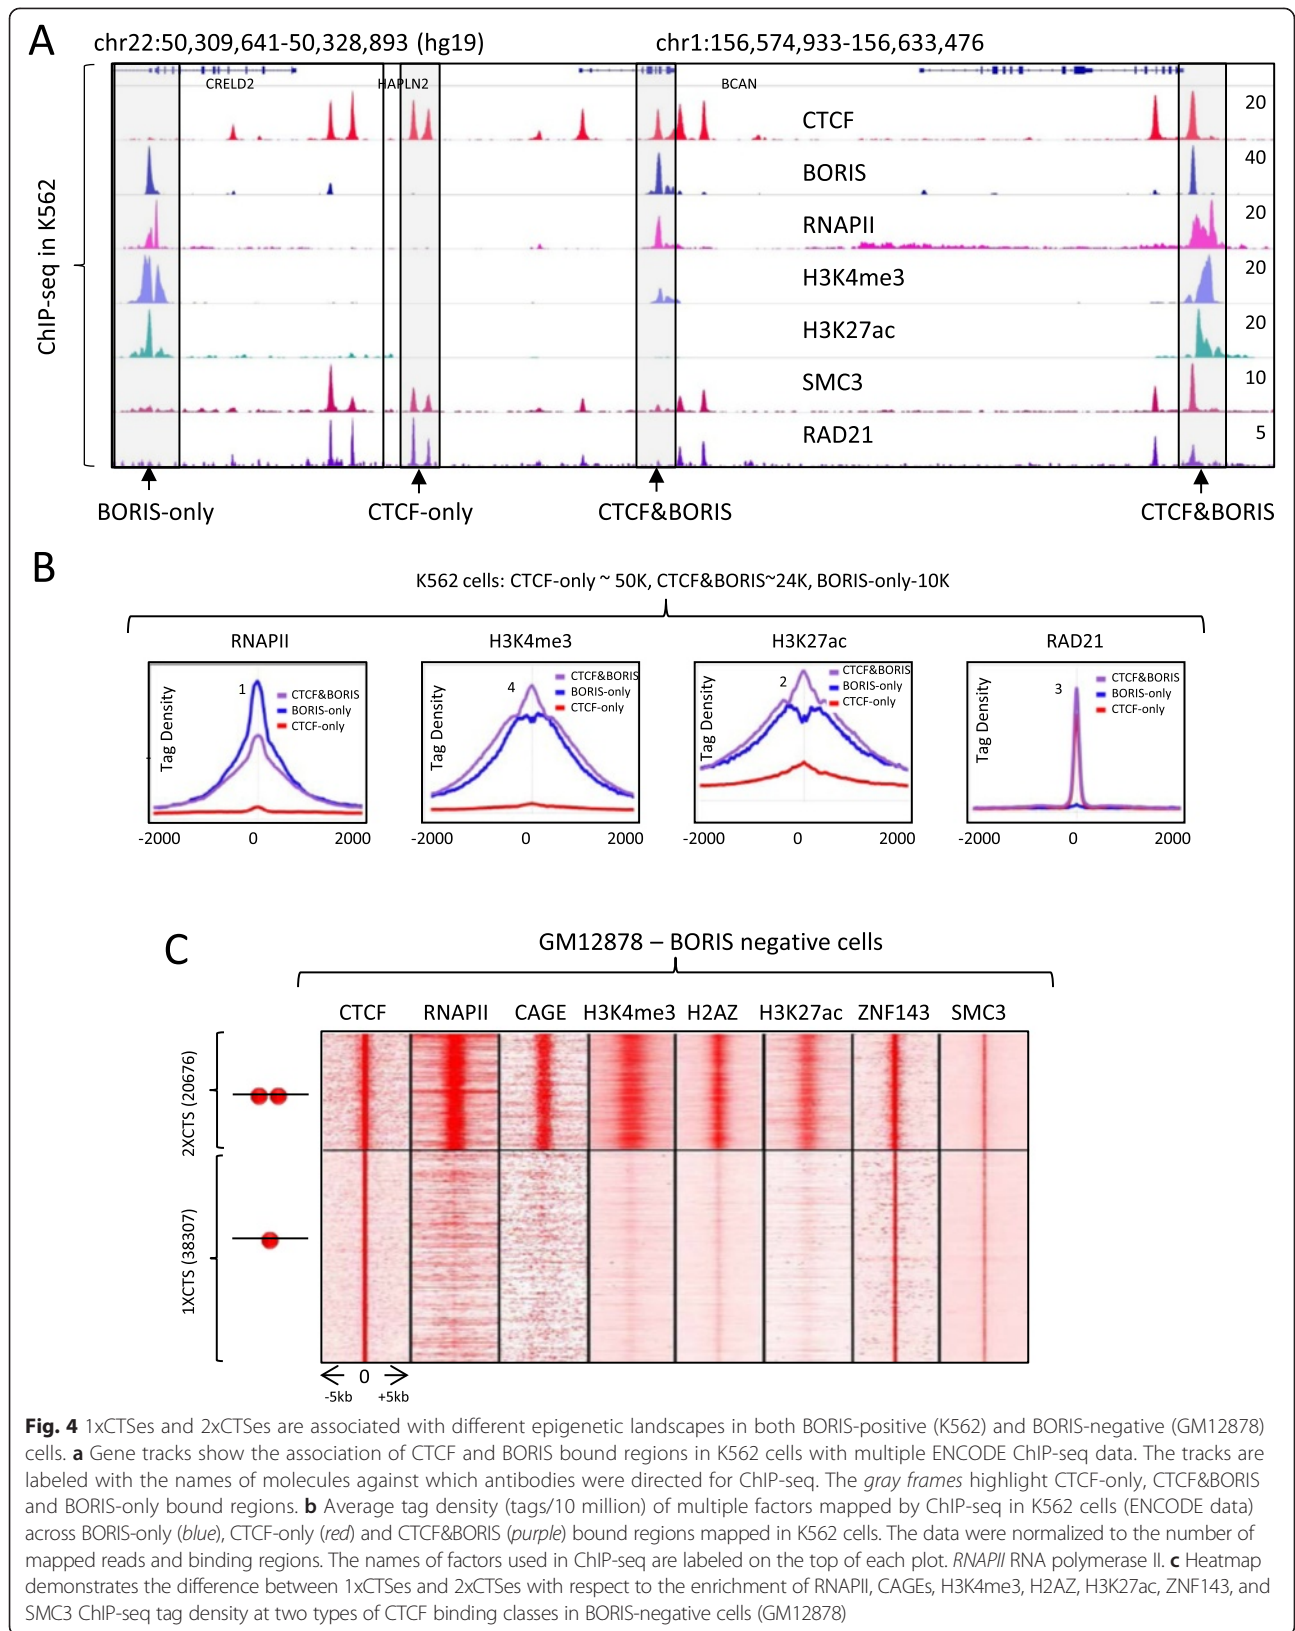 A
chr22:50,309,641-50,328,893 (hg19)
chr1:156,574,933-156,633,476
CRELD2
HAPLN2
BCAN
ChIP-seq in K562
CTCF
20
BORIS
40
RNAPII
20
H3K4me3
20
H3K27ac
20
SMC3
10
RAD21
5
BORIS-only
CTCF-only
CTCF&BORIS
CTCF&BORIS
B
K562 cells: CTCF-only ~ 50K, CTCF&BORIS~24K, BORIS-only-10K
RNAPII
H3K4me3
H3K27ac
RAD21
Tag Density
1
CTCF&BORIS
BORIS-only
CTCF-only
-2000
0
2000
Tag Density
4
CTCF&BORIS
BORIS-only
CTCF-only
-2000
0
2000
Tag Density
2
CTCF&BORIS
BORIS-only
CTCF-only
-2000
0
2000
Tag Density
3
CTCF&BORIS
BORIS-only
CTCF-only
-2000
0
2000
C
GM12878 – BORIS negative cells
CTCF
RNAPII
CAGE
H3K4me3
H2AZ
H3K27ac
ZNF143
SMC3
2XCTS (20676)
1XCTS (38307)
0
-5kb
+5kb
Fig. 4 1xCTSes and 2xCTSes are associated with different epigenetic landscapes in both BORIS-positive (K562) and BORIS-negative (GM12878)
cells. a Gene tracks show the association of CTCF and BORIS bound regions in K562 cells with multiple ENCODE ChIP-seq data. The tracks are
labeled with the names of molecules against which antibodies were directed for ChIP-seq. The gray frames highlight CTCF-only, CTCF&BORIS
and BORIS-only bound regions. b Average tag density (tags/10 million) of multiple factors mapped by ChIP-seq in K562 cells (ENCODE data)
across BORIS-only (blue), CTCF-only (red) and CTCF&BORIS (purple) bound regions mapped in K562 cells. The data were normalized to the number of
mapped reads and binding regions. The names of factors used in ChIP-seq are labeled on the top of each plot. RNAPII RNA polymerase II. c Heatmap
demonstrates the difference between 1xCTSes and 2xCTSes with respect to the enrichment of RNAPII, CAGEs, H3K4me3, H2AZ, H3K27ac, ZNF143, and
SMC3 ChIP-seq tag density at two types of CTCF binding classes in BORIS-negative cells (GM12878)